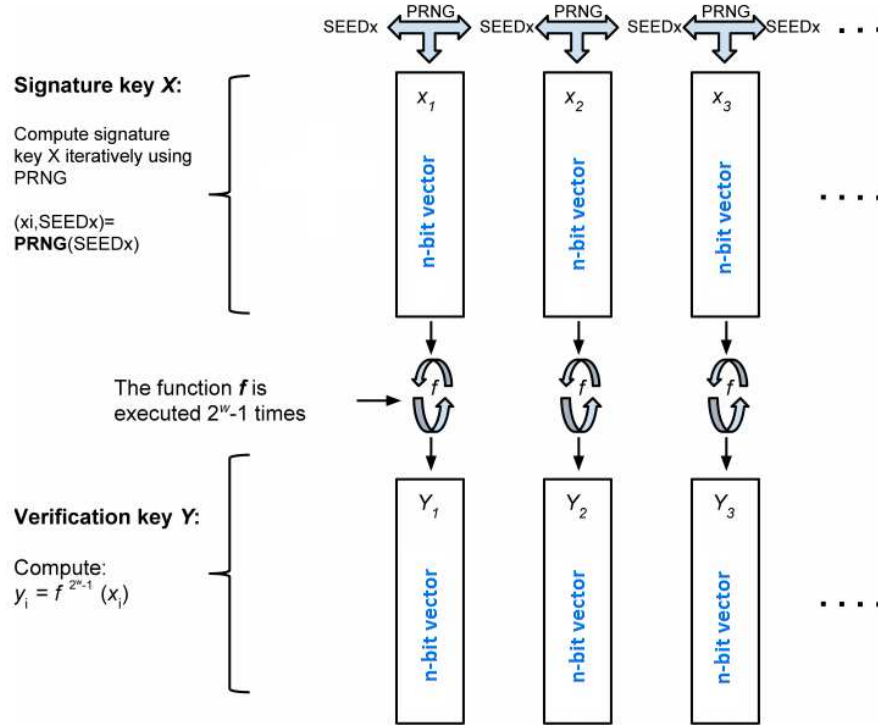 PRNG PRNG PRNG
SEEDx SEEDx SEEDx SEEDx . . . .
Signature key X:
Compute signature
key X iteratively using
PRNG
(xi,SEEDx)=
PRNG(SEEDx)
x1 x2 x3
n-bit vector n-bit vector n-bit vector . . . .
The function f is
executed 2^w-1 times
f f f
Verification key Y:
Compute:
yi = f 2^w-1 (xi)
Y1 Y2 Y3
n-bit vector n-bit vector n-bit vector . . . .